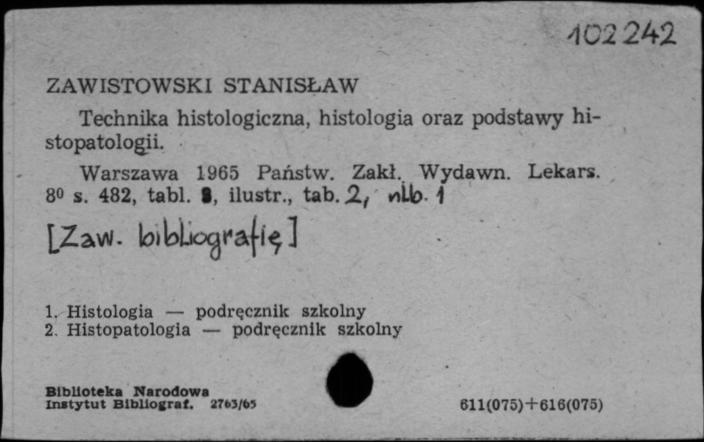 102242
ZAWISTOWSKI STANISŁAW
Technika histologiczna, histologia oraz podstawy hi-
stopatologii.
Warszawa 1965 Państw. Zakł. Wydawn. Lekars.
8⁰ s. 482, tabl. , ilustr., tab. 2, nlb. 1
[Zaw. bibliografię]
1. Histologia — podręcznik szkolny
2. Histopatologia — podręcznik szkolny
Biblioteka Narodowa
Instytut Bibliograf. 2763/65
611(075)+616(075)